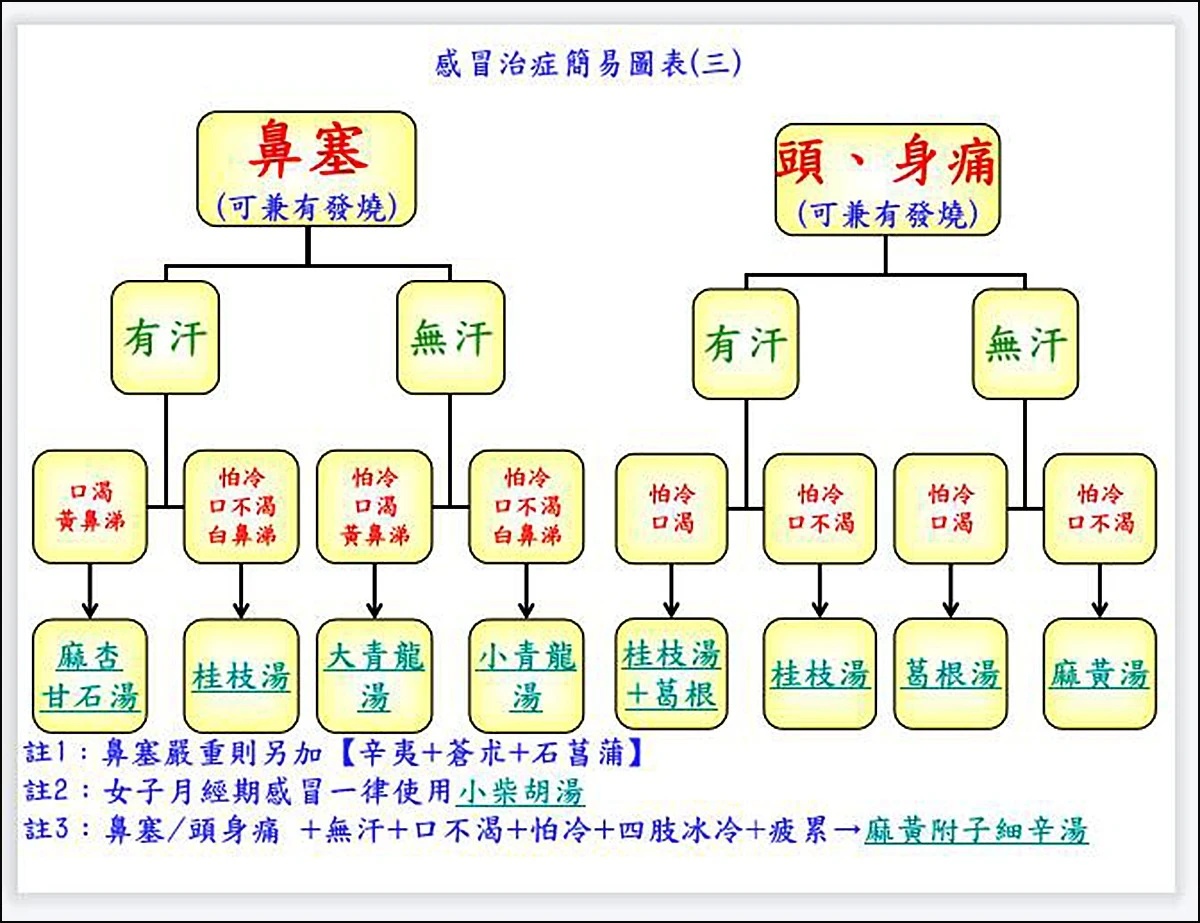 感冒治症簡易圖表(三)
鼻塞
(可兼有發燒)
頭、身痛
(可兼有發燒)
有汗
無汗
有汗
無汗
口渴
黃鼻涕
怕冷
口不渴
白鼻涕
怕冷
口渴
黃鼻涕
怕冷
口不渴
白鼻涕
怕冷
口渴
怕冷
口不渴
怕冷
口渴
怕冷
口不渴
麻杏
甘石湯
桂枝湯
大青龍
湯
小青龍
湯
桂枝湯
+葛根
桂枝湯
葛根湯
麻黃湯
註1:鼻塞嚴重則另加【辛夷+蒼朮+石菖蒲】
註2:女子月經期感冒一律使用小柴胡湯
註3:鼻塞/頭身痛 +無汗+口不渴+怕冷+四肢冰冷+疲累→麻黃附子細辛湯